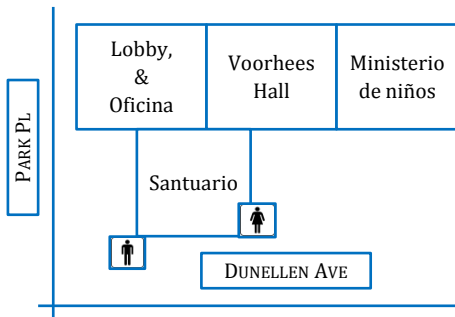 Lobby,
&
Oficina
Voorhees
Hall
Ministerio
de niños
PARK PL
Santuario
DUNELLEN AVE